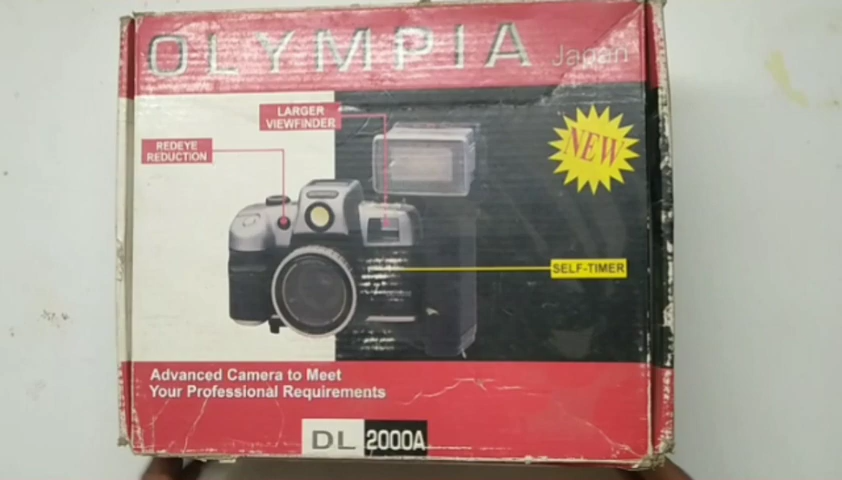 OLYMPIA Japan
LARGER
VIEWFINDER
REDEYE
REDUCTION
NEW
SELF-TIMER
Advanced Camera to Meet
Your Professional Requirements
DL 2000A